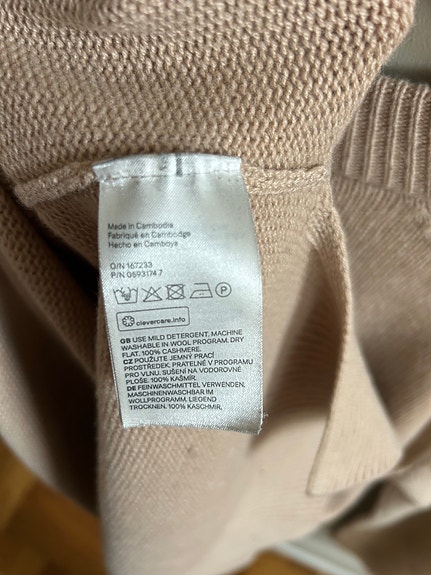 Made in Cambodia
Fabriqué en Cambodge
Hecho en Camboya
O/N 167233
P/N 0593174 7
P
clevercare.info
GB USE MILD DETERGENT. MACHINE
WASHABLE IN WOOL PROGRAM. DRY
FLAT. 100% CASHMERE.
CZ POUŽIJTE JEMNÝ PRACÍ
PROSTŘEDEK. PRATELNÉ V PROGRAMU
PRO VLNU. SUŠENÍ NA VODOROVNÉ
PLOŠE. 100% KAŠMÍR.
DE FEINWASCHMITTEL VERWENDEN.
MASCHINENWASCHBAR IM
WOLLPROGRAMM. LIEGEND
TROCKNEN. 100% KASCHMIR.